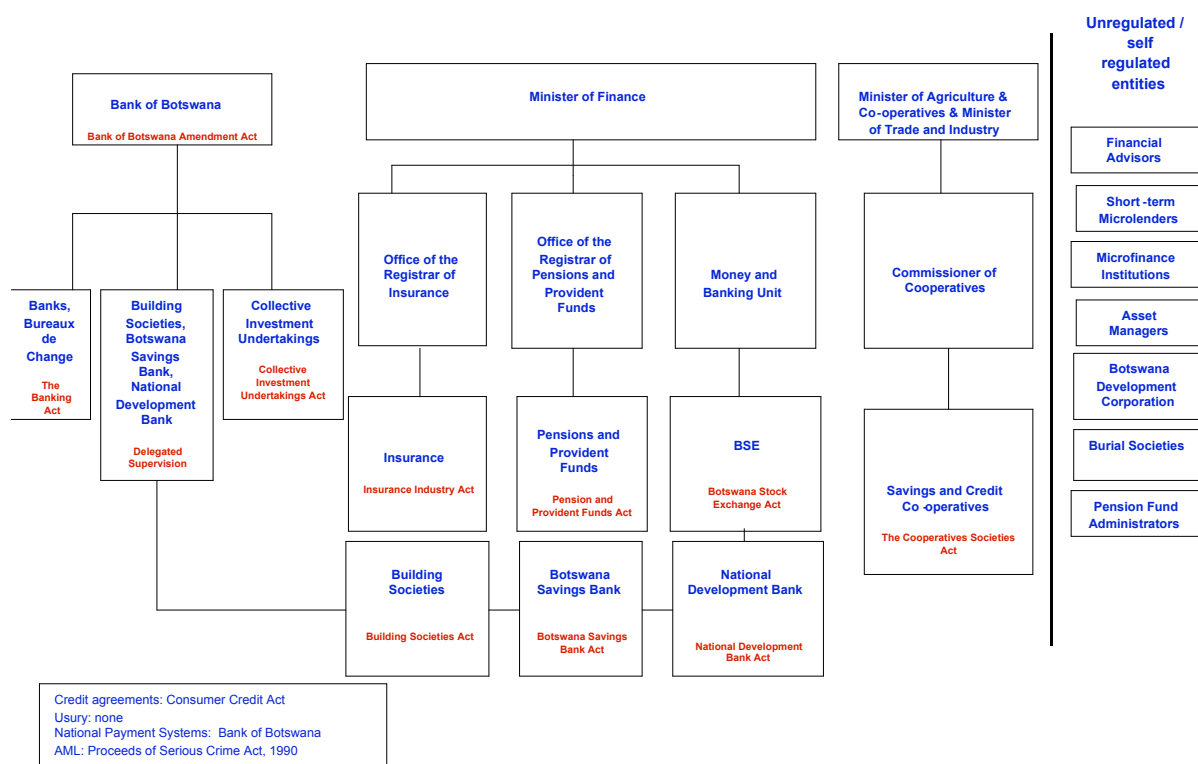 Unregulated /
self
regulated
entities
Bank of Botswana
Bank of Botswana Amendment Act
Minister of Finance
Minister of Agriculture &
Co-operatives & Minister
of Trade and Industry
Financial
Advisors
Short -term
Microlenders
Microfinance
Institutions
Asset
Managers
Botswana
Development
Corporation
Burial Societies
Pension Fund
Administrators
Office of the
Registrar of
Insurance
Office of the
Registrar of
Pensions and
Provident
Funds
Money and
Banking Unit
Commissioner of
Cooperatives
Banks,
Bureaux
de
Change
The
Banking
Act
Building
Societies,
Botswana
Savings
Bank,
National
Development
Bank
Delegated
Supervision
Collective
Investment
Undertakings
Collective
Investment
Undertakings Act
Insurance
Insurance Industry Act
Pensions and
Provident
Funds
Pension and
Provident Funds Act
BSE
Botswana Stock
Exchange Act
Savings and Credit
Co -operatives
The Cooperatives Societies
Act
Building
Societies
Building Societies Act
Botswana
Savings Bank
Botswana Savings
Bank Act
National
Development Bank
National Development
Bank Act
Credit agreements: Consumer Credit Act
Usury: none
National Payment Systems: Bank of Botswana
AML: Proceeds of Serious Crime Act, 1990